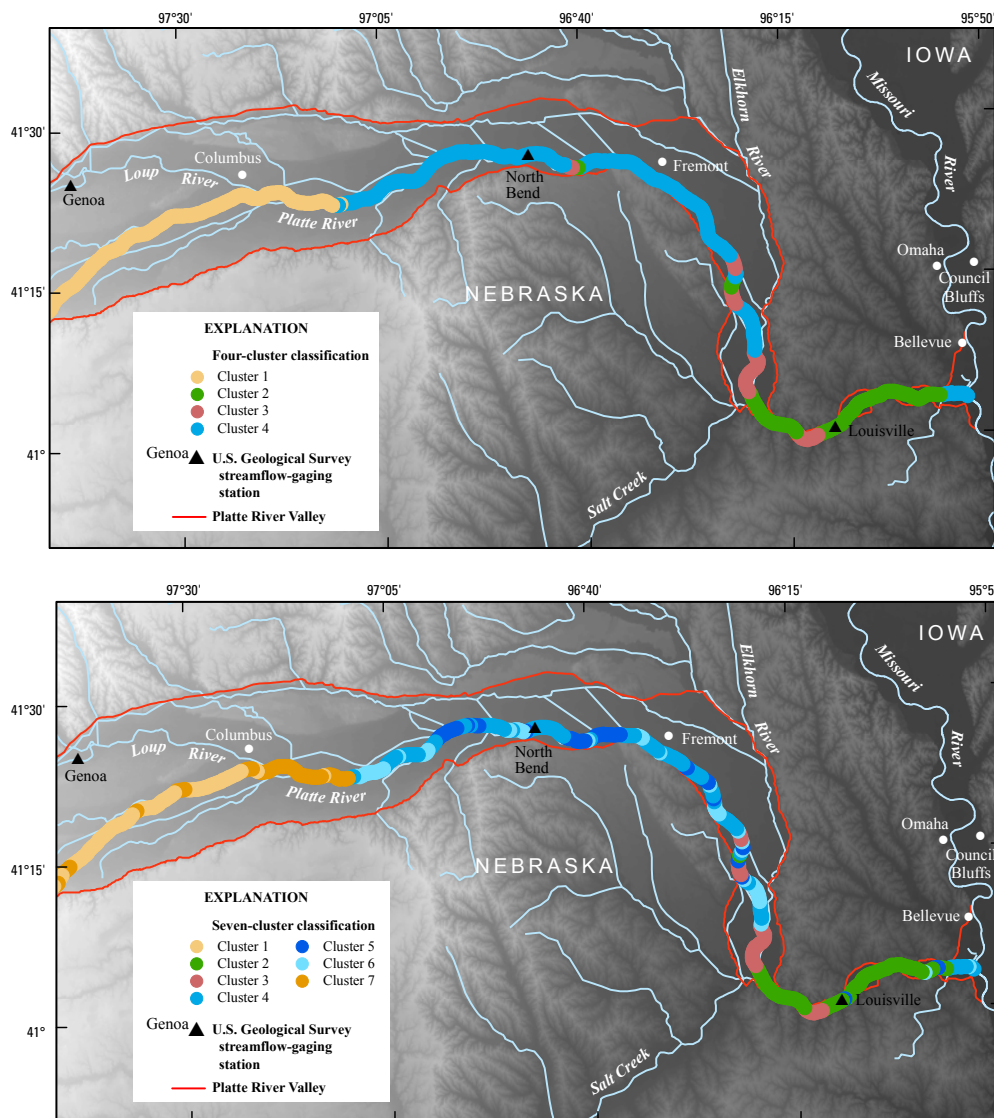 97°30'
97°05'
96°40'
96°15'
95°50'
IOWA
Missouri
River
Elkhorn
River
41°30'
Columbus
Loup
River
Genoa
North
Bend
Fremont
Platte River
Omaha
Council
Bluffs
41°15'
NEBRASKA
Bellevue
EXPLANATION
Four-cluster classification
Cluster 1
Cluster 2
Cluster 3
Cluster 4
Genoa
U.S. Geological Survey
streamflow-gaging
station
Platte River Valley
Louisville
41°
Salt Creek
97°30'
97°05'
96°40'
96°15'
95°5
IOWA
Missouri
River
Elkhorn
River
41°30'
Columbus
Loup
River
Genoa
North
Bend
Fremont
Platte River
Omaha
Council
Bluffs
41°15'
NEBRASKA
Bellevue
EXPLANATION
Seven-cluster classification
Cluster 1
Cluster 5
Cluster 2
Cluster 6
Cluster 3
Cluster 7
Cluster 4
Genoa
U.S. Geological Survey
streamflow-gaging
station
Platte River Valley
Louisville
41°
Salt Creek